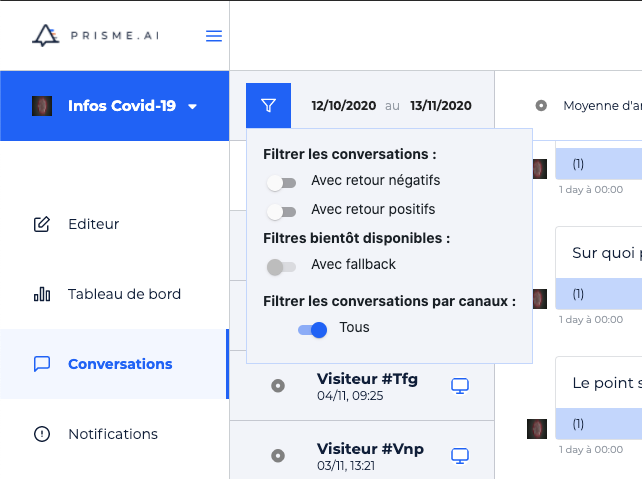 PRISME.AI
Infos Covid-19
12/10/2020 au 13/11/2020
Moyenne d'a
Filtrer les conversations :
Avec retour négatifs
Avec retour positifs
Filtres bientôt disponibles :
Avec fallback
Filtrer les conversations par canaux :
Tous
Editeur
Tableau de bord
Conversations
Notifications
Visiteur #Tfg
04/11, 09:25
Visiteur #Vnp
03/11, 13:21
(1)
1 day à 00:00
Sur quoi
(1)
1 day à 00:00
Le point
(1)
1 day à 00:00